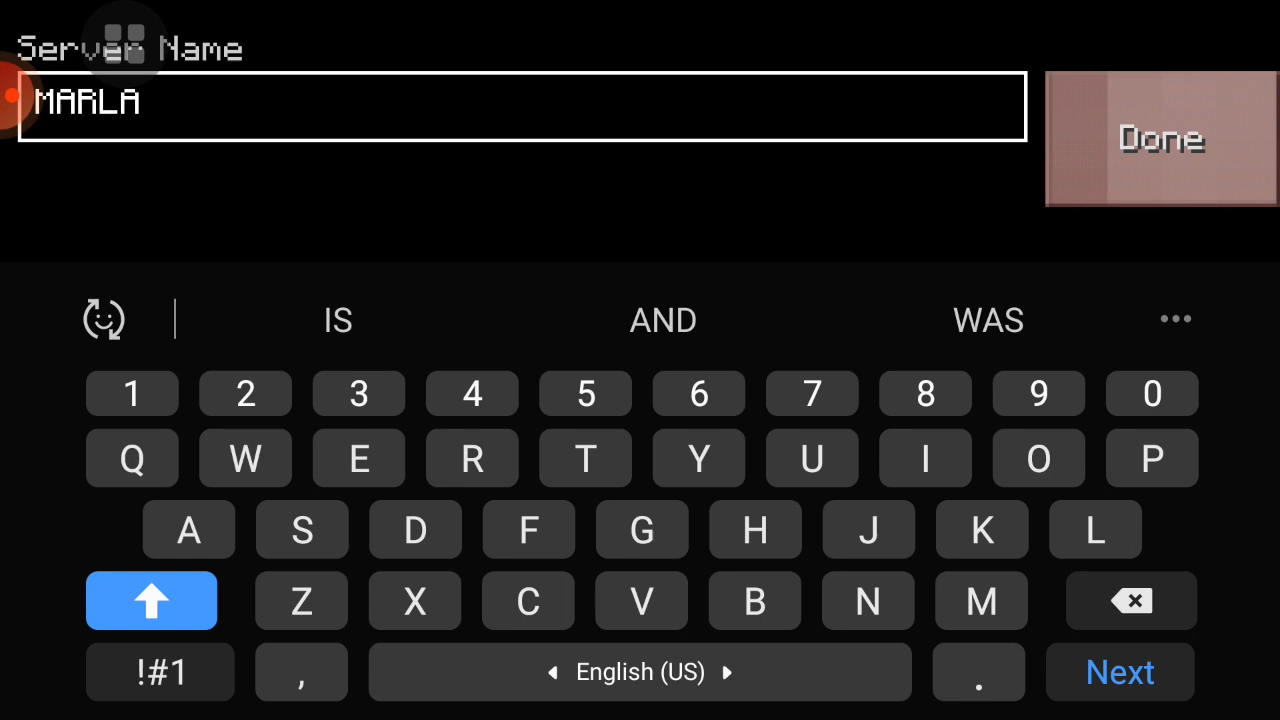 Server Name
MARLA
Done
IS AND WAS
1 2 3 4 5 6 7 8 9 0
Q W E R T Y U I O P
A S D F G H J K L
Z X C V B N M
!#1 , English (US) . Next